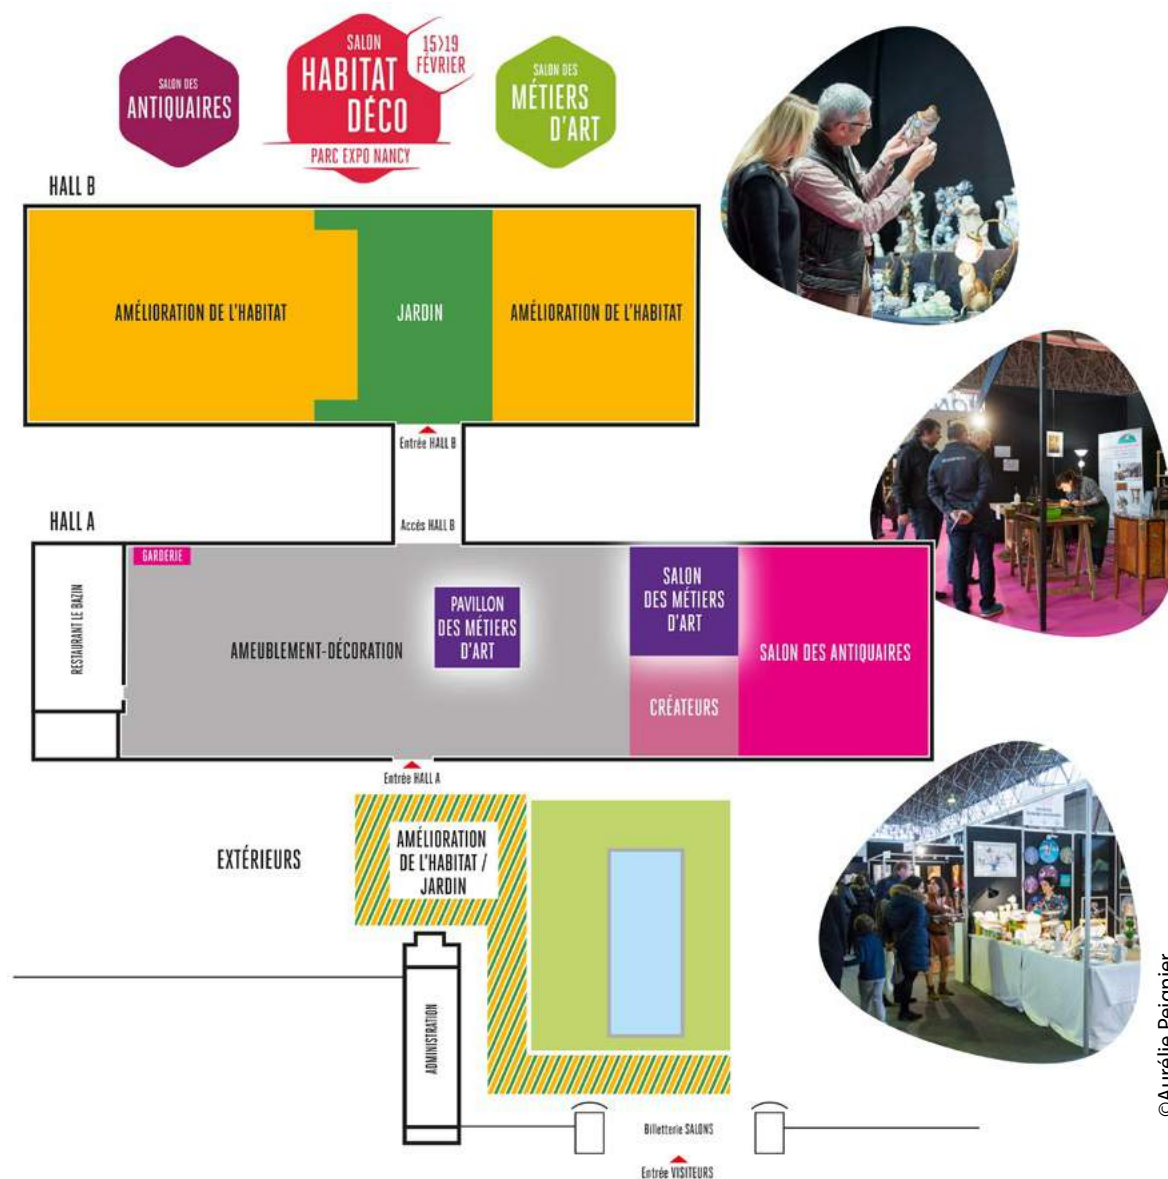 SALON DES
ANTIQUAIRES
SALON
HABITAT
DÉCO
15>19
FÉVRIER
PARC EXPO NANCY
SALON DES
MÉTIERS
D'ART
HALL B
AMÉLIORATION DE L'HABITAT
JARDIN
AMÉLIORATION DE L'HABITAT
Entrée HALL B
Accès HALL B
HALL A
GARDERIE
RESTAURANT LE BAZIN
AMEUBLEMENT-DÉCORATION
PAVILLON
DES MÉTIERS
D'ART
SALON
DES MÉTIERS
D'ART
CRÉATEURS
SALON DES ANTIQUAIRES
Entrée HALL A
EXTÉRIEURS
AMÉLIORATION
DE L'HABITAT /
JARDIN
ADMINISTRATION
Billetterie SALONS
Entrée VISITEURS
©Aurélie Peignier